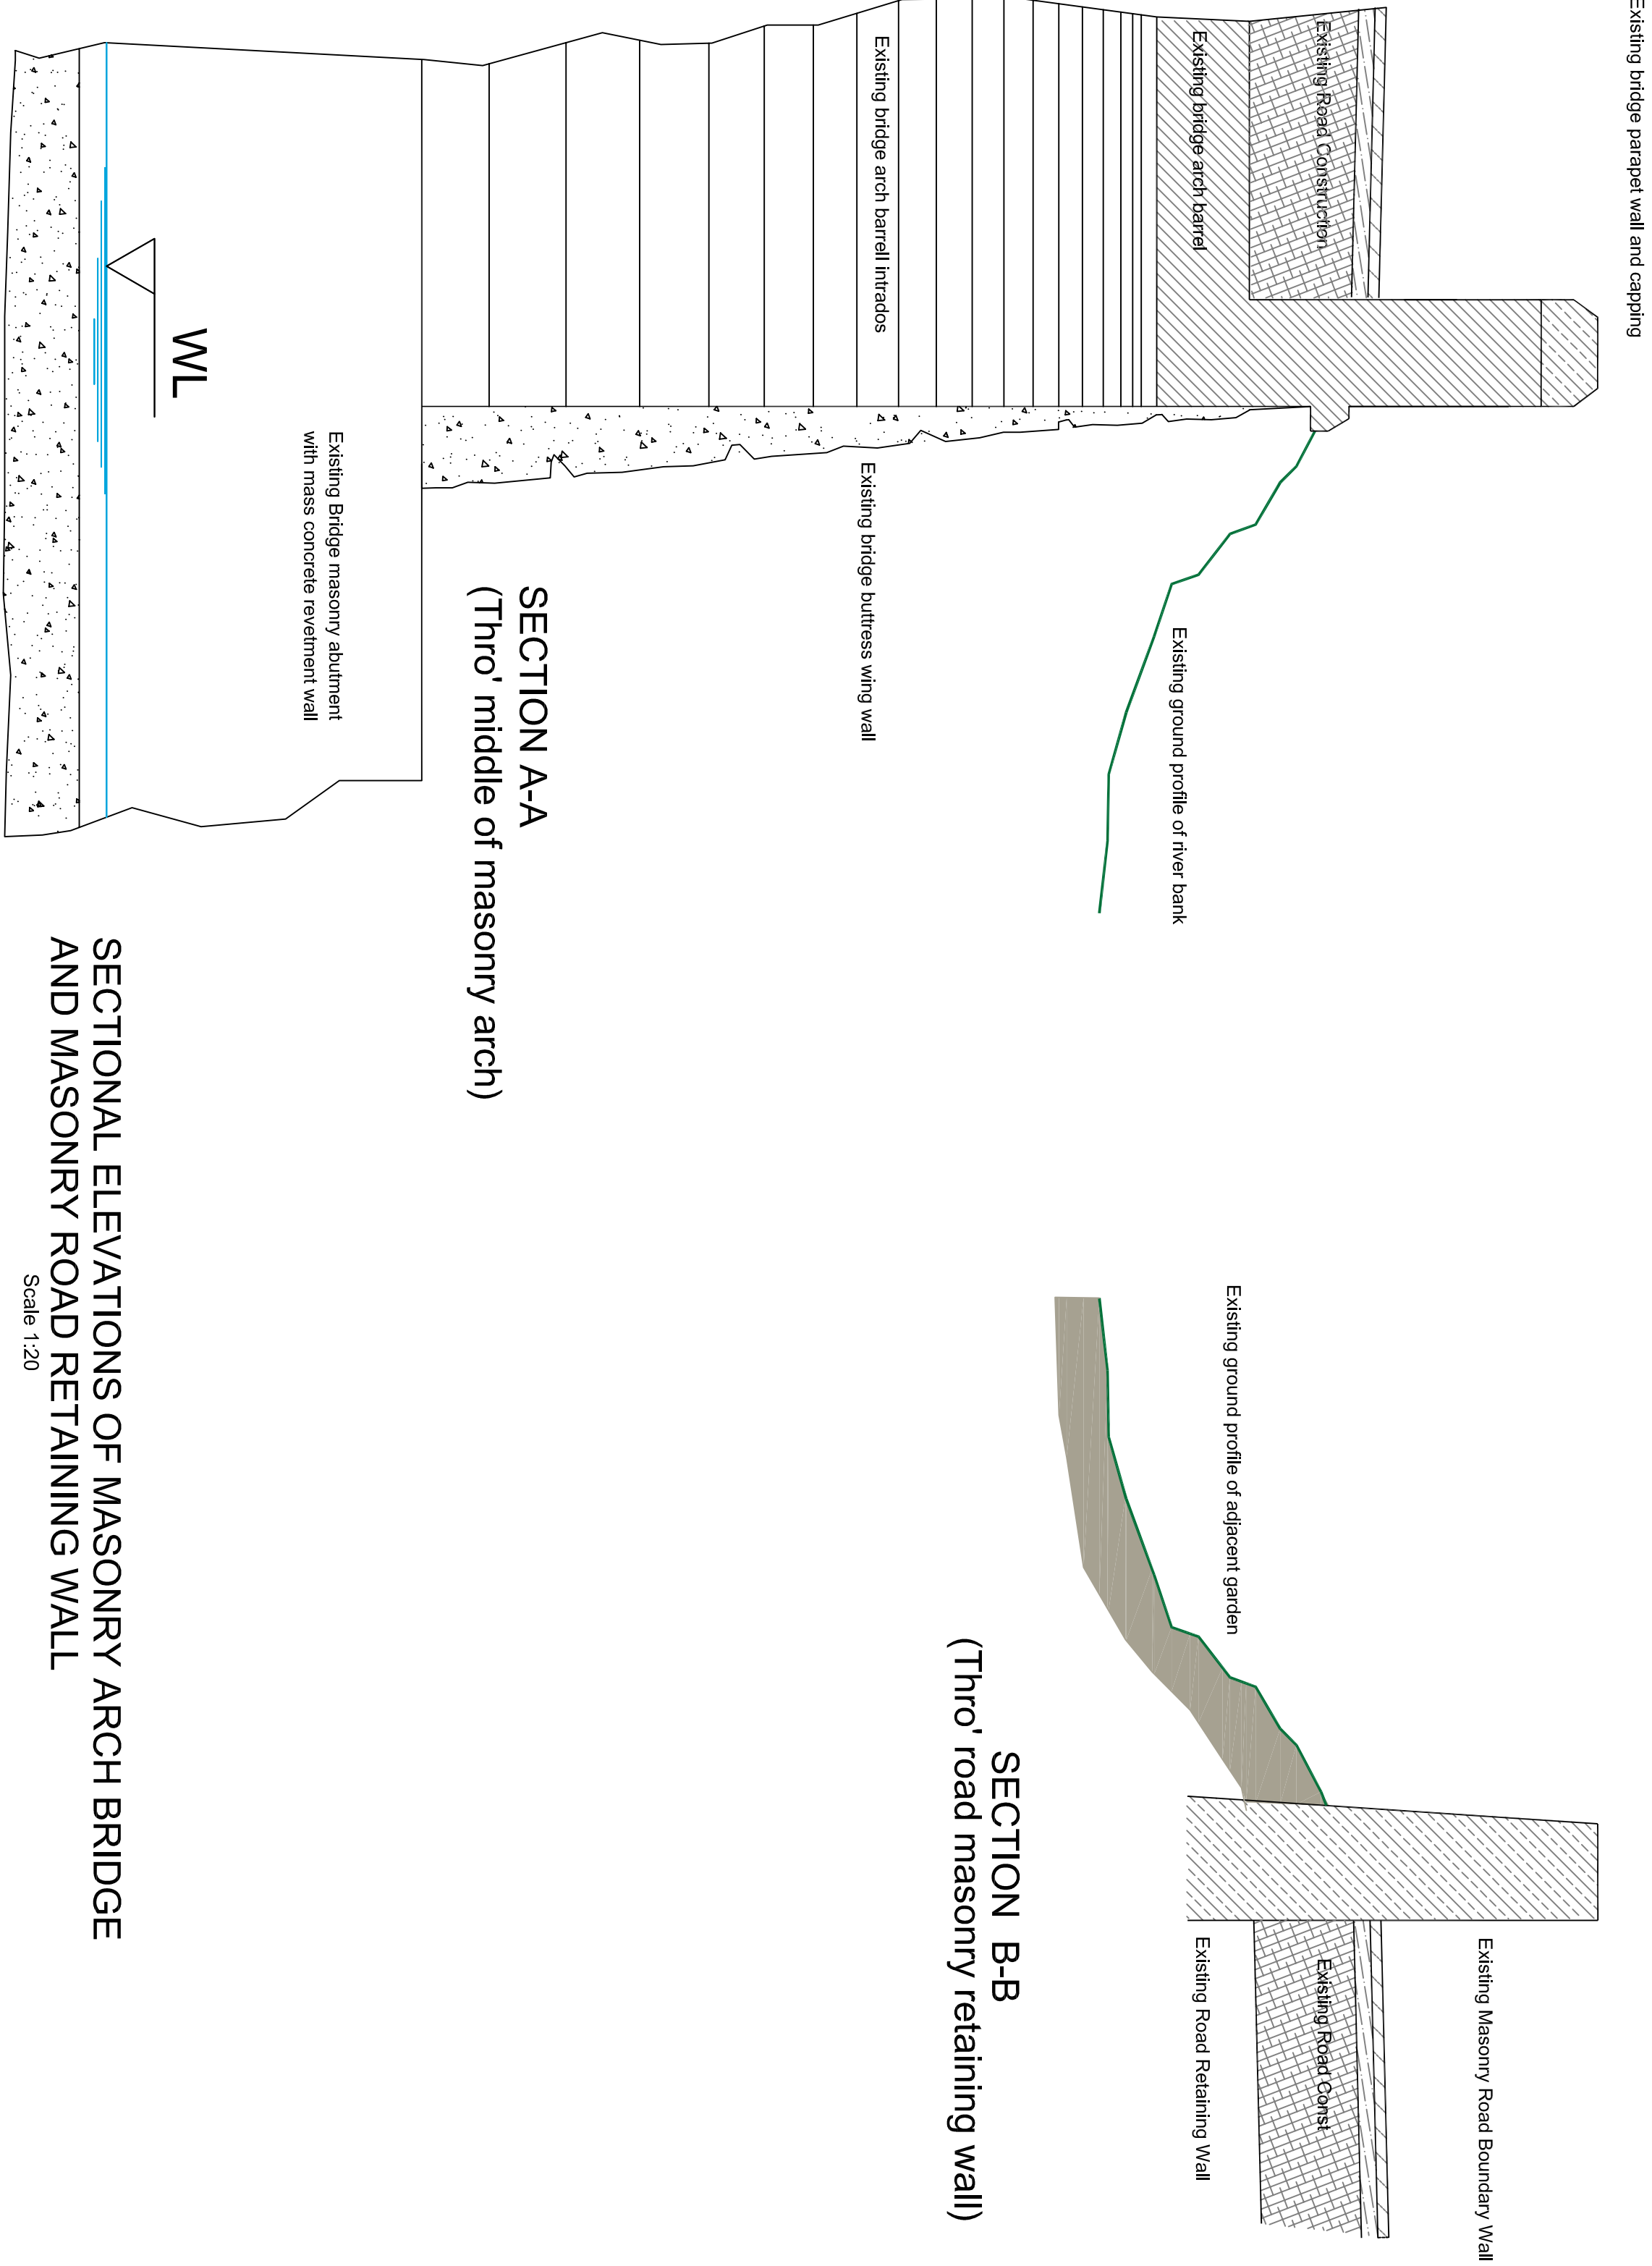 Existing bridge parapet wall and capping
Existing Road Construction
Existing bridge arch barrel
Existing ground profile of river bank
Existing bridge arch barrell intrados
Existing bridge buttress wing wall
SECTION A-A
(Thro' middle of masonry arch)
Existing Bridge masonry abutment
with mass concrete revetment wall
WL
Existing Masonry Road Boundary Wall
Existing Road Const
Existing ground profile of adjacent garden
Existing Road Retaining Wall
SECTION B-B
(Thro' road masonry retaining wall)
SECTIONAL ELEVATIONS OF MASONRY ARCH BRIDGE
AND MASONRY ROAD RETAINING WALL
Scale 1:20